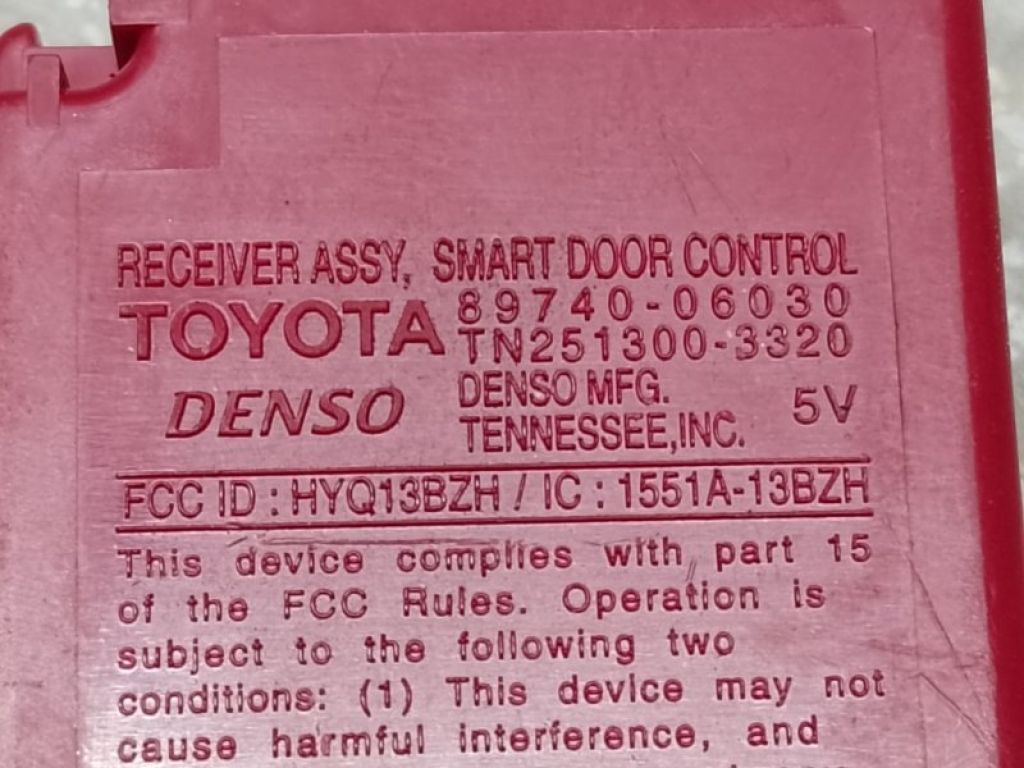 RECEIVER ASSY, SMART DOOR CONTROL
TOYOTA 89740-06030
TN251300-3320
DENSO DENSO MFG. 5V
TENNESSEE,INC.
FCC ID : HYQ13BZH / IC : 1551A-13BZH
This device complies with part 15
of the FCC Rules. Operation is
subject to the following two
conditions: (1) This device may not
cause harmful interference, and